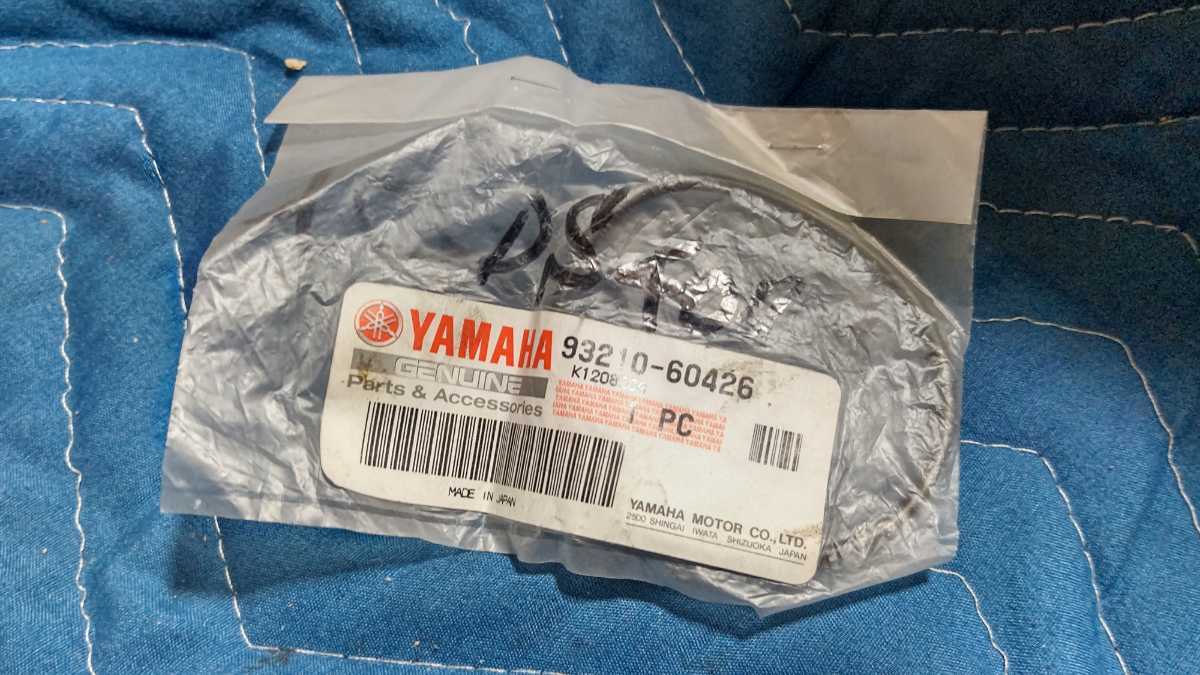 YAMAHA
GENUINE
Parts & Accessories
93210-60426
1 PC
MADE IN JAPAN
YAMAHA MOTOR CO., LTD.
2500 SHINGAI IWATA SHIZUOKA JAPAN